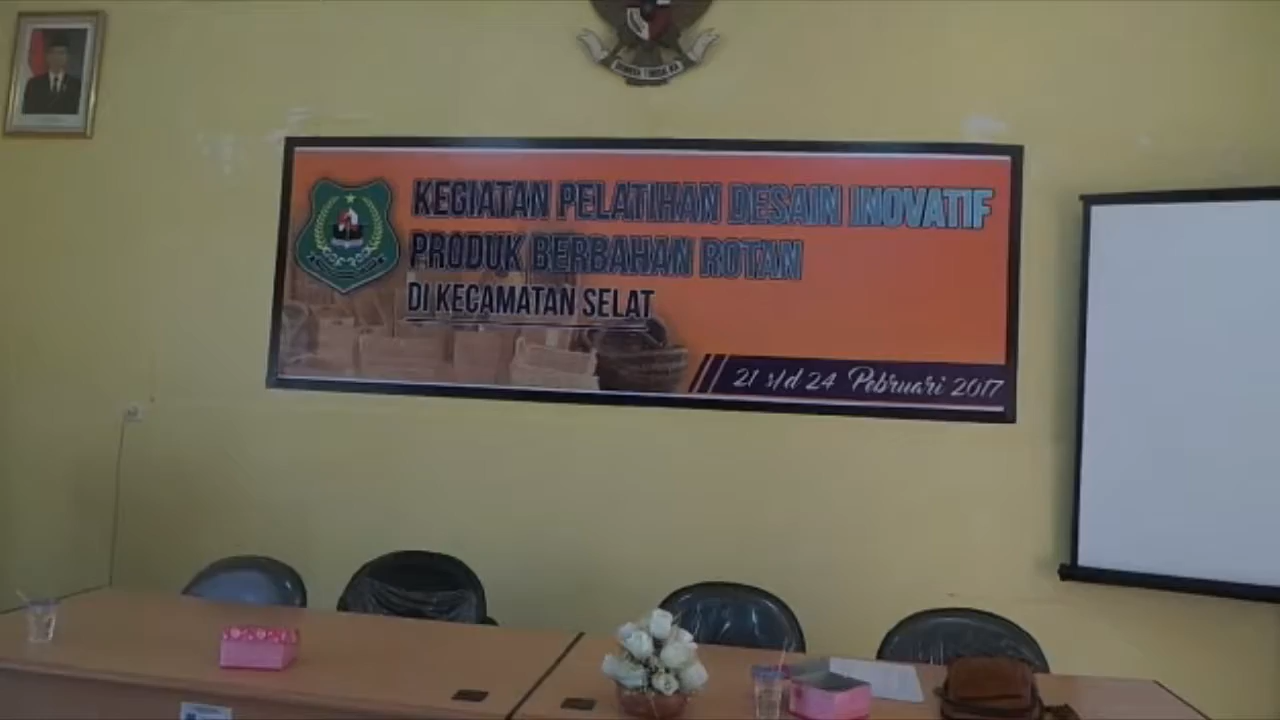 KEGIATAN PELATIHAN DESAIN INOVATIF
PRODUK BERBAHAN ROTAN
DI KECAMATAN SELAT
21 s/d 24 Pebruari 2017